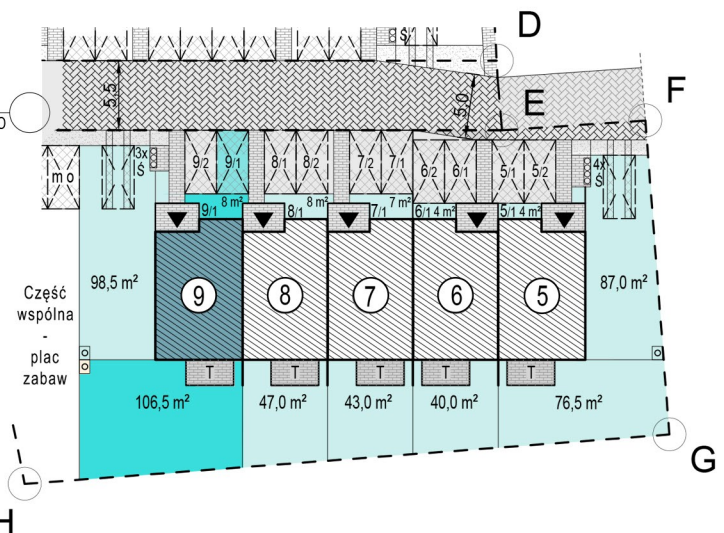 D
5,5
5,0
E
F
0
3x
Ś
9/2
9/1
8/1
8/2
7/2
7/1
6/2
6/1
5/1
5/2
4x
Ś
m o
8 m²
9/1
8 m²
8/1
7 m²
7/1
6/1 4 m²
5/1 4 m²
98,5 m²
9
8
7
6
5
87,0 m²
Część
wspólna
-
plac
zabaw
T
T
T
T
T
106,5 m²
47,0 m²
43,0 m²
40,0 m²
76,5 m²
G
H